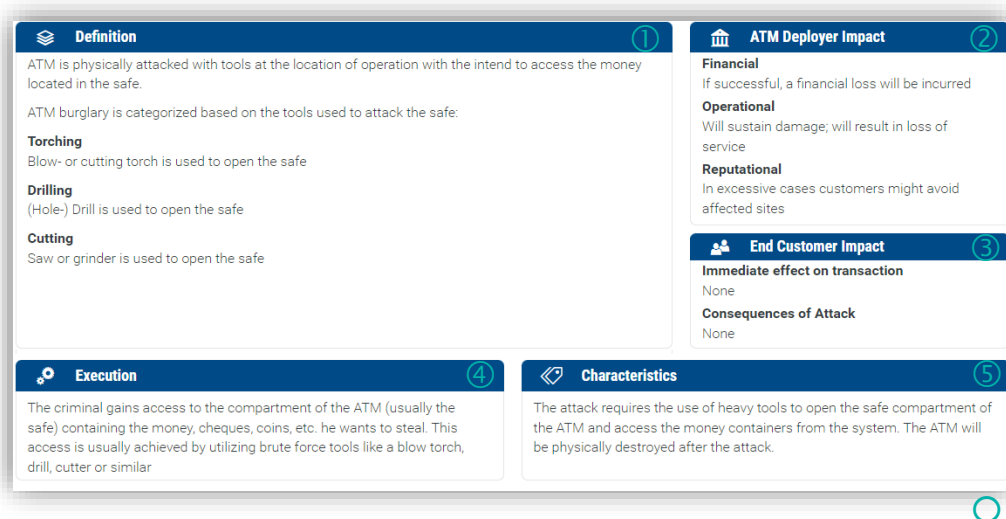 Definition ①
ATM is physically attacked with tools at the location of operation with the intend to access the money
located in the safe.
ATM burglary is categorized based on the tools used to attack the safe:
Torching
Blow- or cutting torch is used to open the safe
Drilling
(Hole-) Drill is used to open the safe
Cutting
Saw or grinder is used to open the safe
ATM Deployer Impact ②
Financial
If successful, a financial loss will be incurred
Operational
Will sustain damage; will result in loss of
service
Reputational
In excessive cases customers might avoid
affected sites
End Customer Impact ③
Immediate effect on transaction
None
Consequences of Attack
None
Execution ④
The criminal gains access to the compartment of the ATM (usually the
safe) containing the money, cheques, coins, etc. he wants to steal. This
access is usually achieved by utilizing brute force tools like a blow torch,
drill, cutter or similar
Characteristics ⑤
The attack requires the use of heavy tools to open the safe compartment of
the ATM and access the money containers from the system. The ATM will
be physically destroyed after the attack.